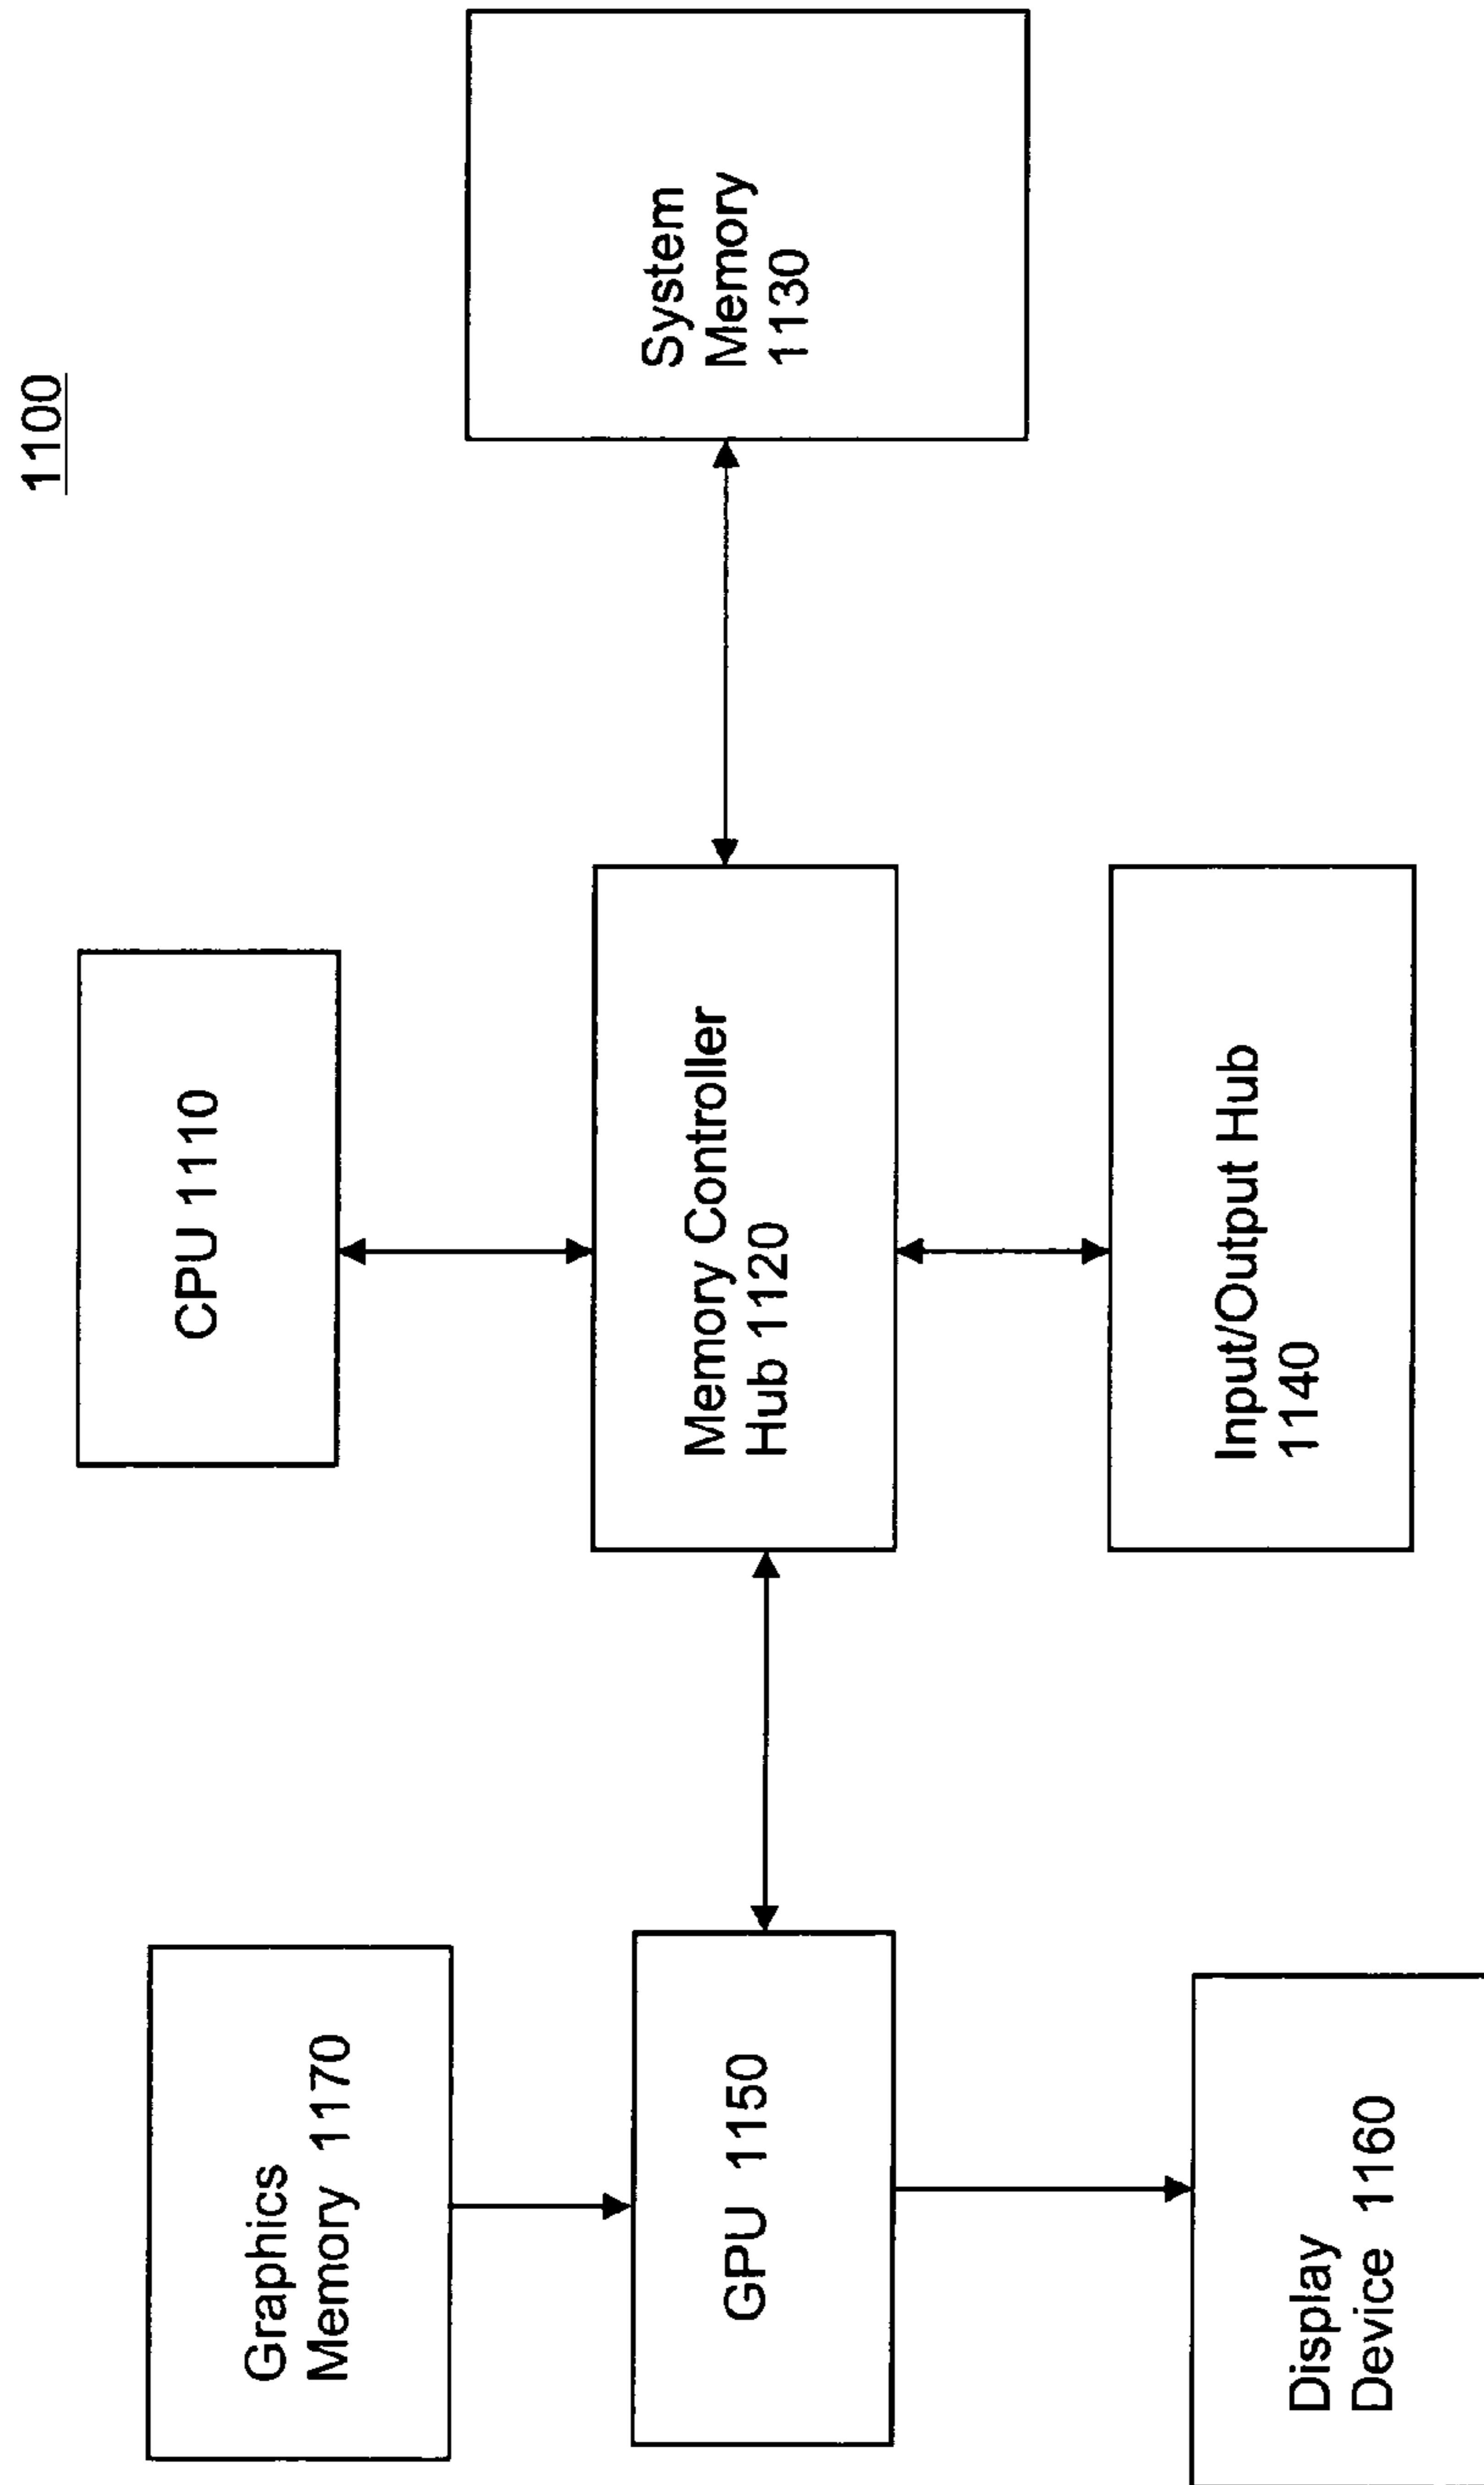 1100
Graphics
Memory 1170
CPU 1110
GPU 1150
Memory Controller
Hub 1120
System
Memory
1130
Display
Device 1160
Input/Output Hub
1140